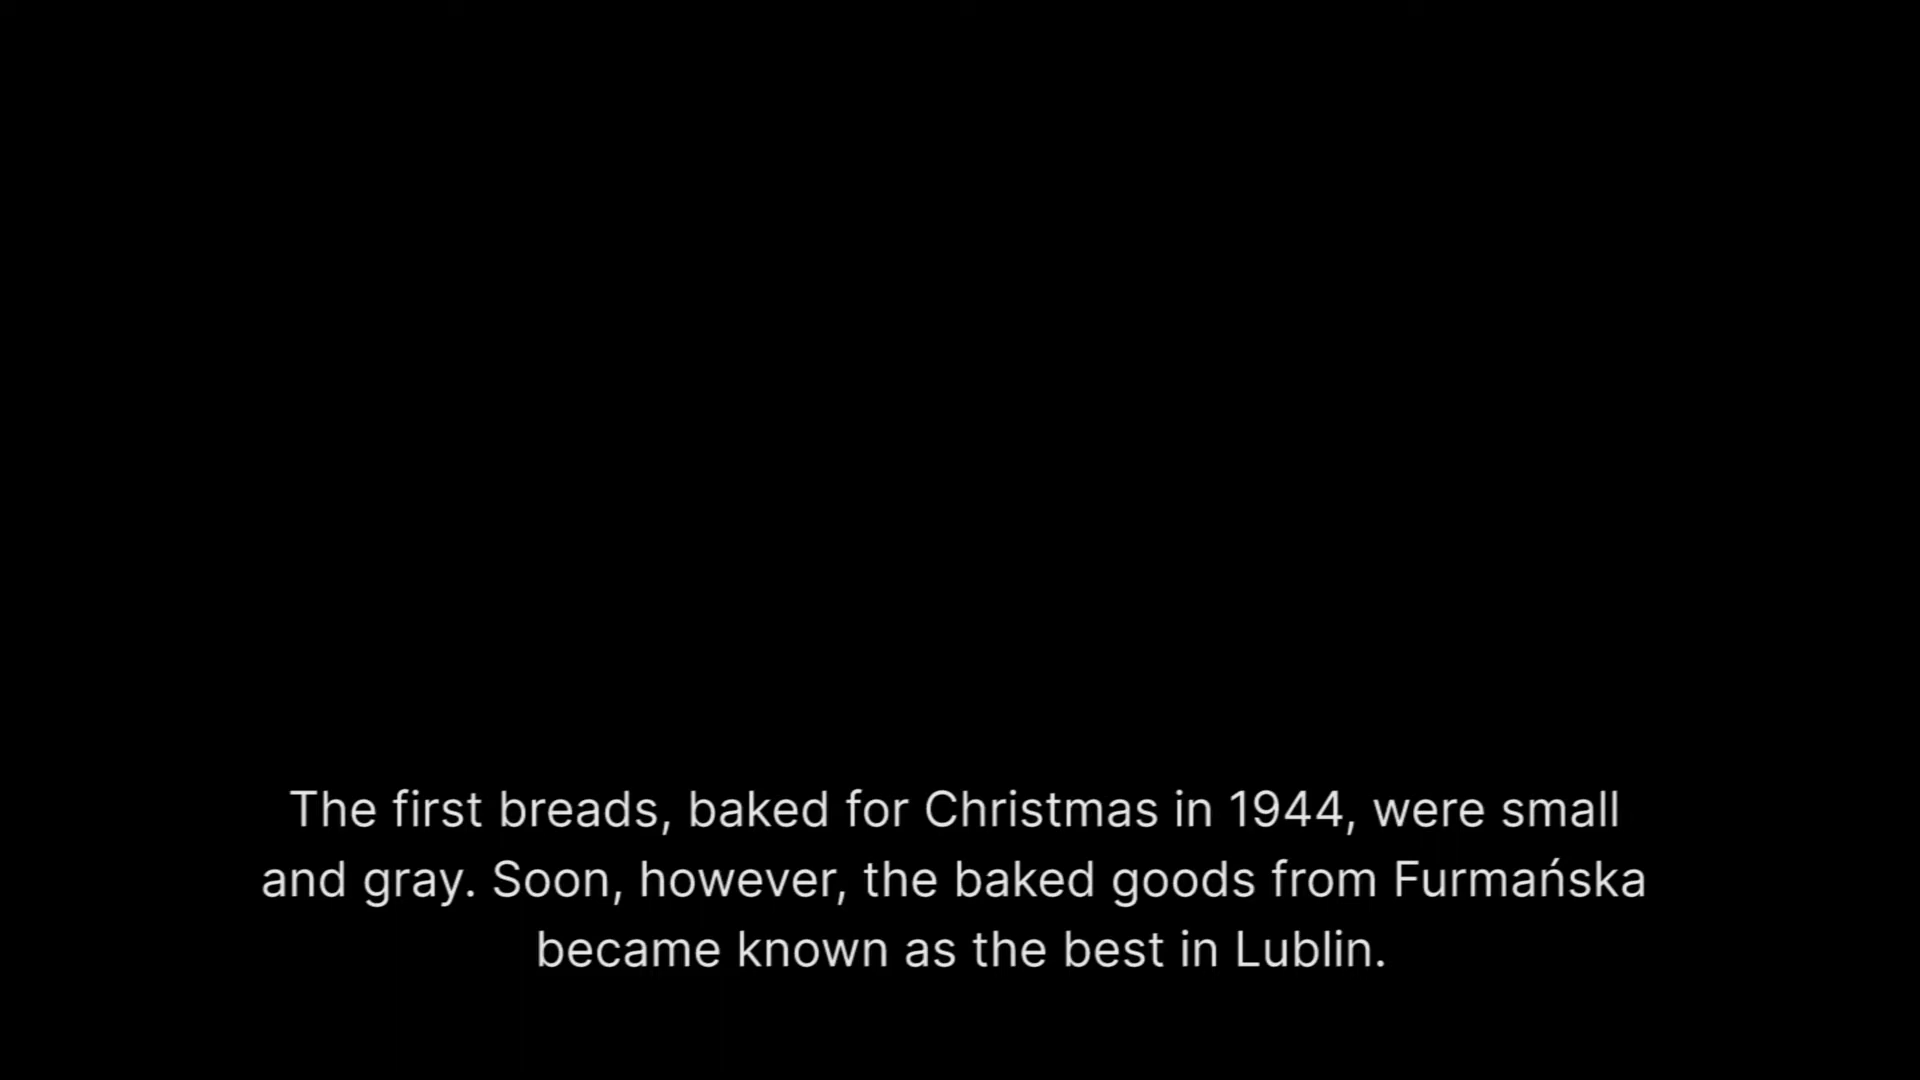 The first breads, baked for Christmas in 1944, were small
and gray. Soon, however, the baked goods from Furmańska
became known as the best in Lublin.